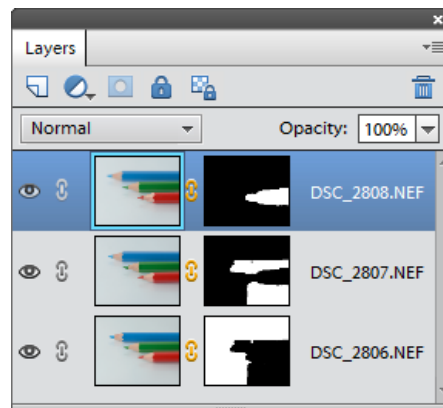 Layers
Normal Opacity: 100%
DSC_2808.NEF
DSC_2807.NEF
DSC_2806.NEF